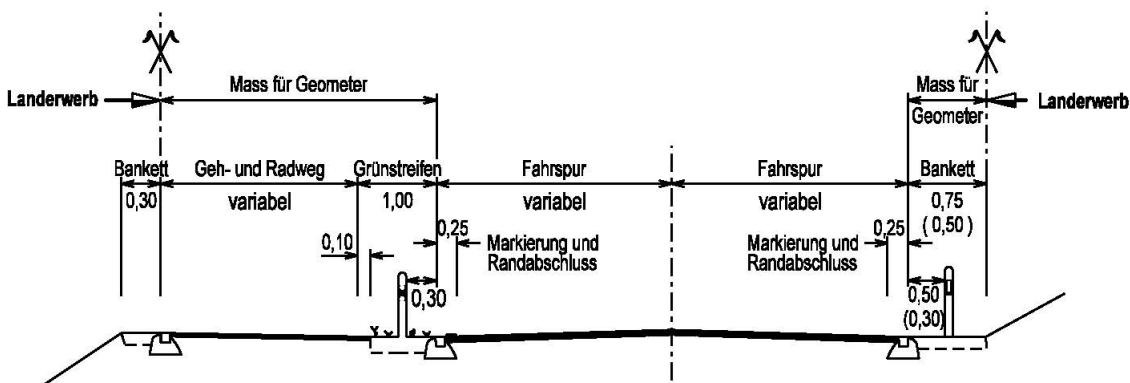 Mass für Geometer
Mass für
Geometer
Landerwerb
Landerwerb
Bankett
Geh- und Radweg
Grünstreifen
Fahrspur
Fahrspur
Bankett
0,30
variabel
1,00
variabel
variabel
0,75
(0,50)
0,10
0,25
Markierung und
Randabschluss
Markierung und
Randabschluss
0,25
0,30
0,50
(0,30)